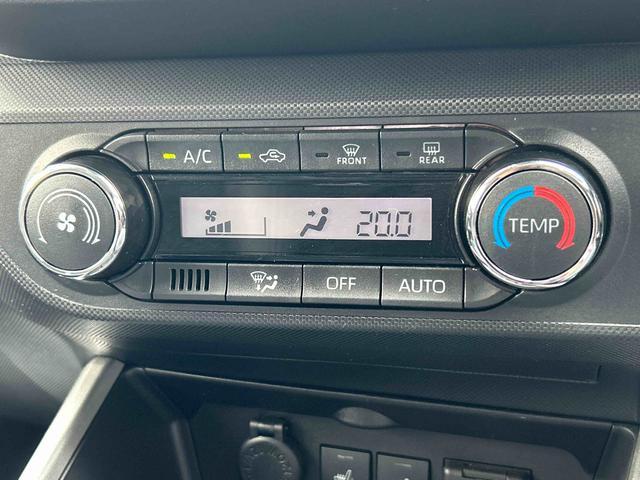 A/C
FRONT
REAR
20.0
TEMP
OFF
AUTO